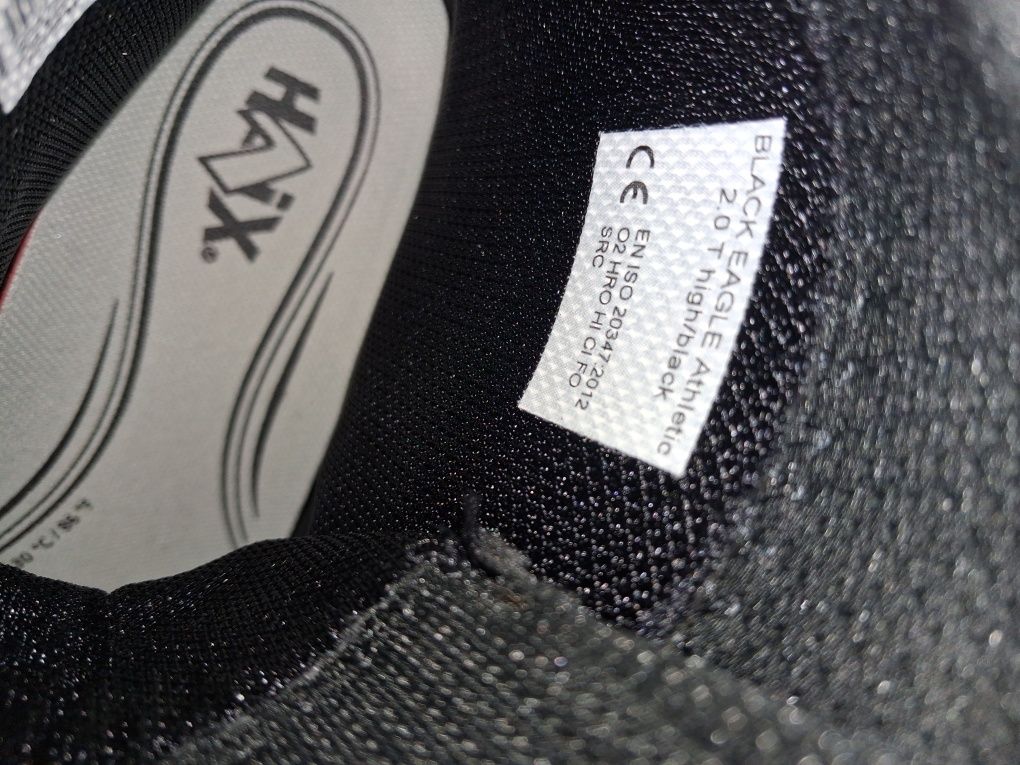 HAIX®
BLACK EAGLE Athletic
2.0 T high/black
CE
EN ISO 20347:2012
O2 HRO HI CI FO
SRC
°C / 86 °F